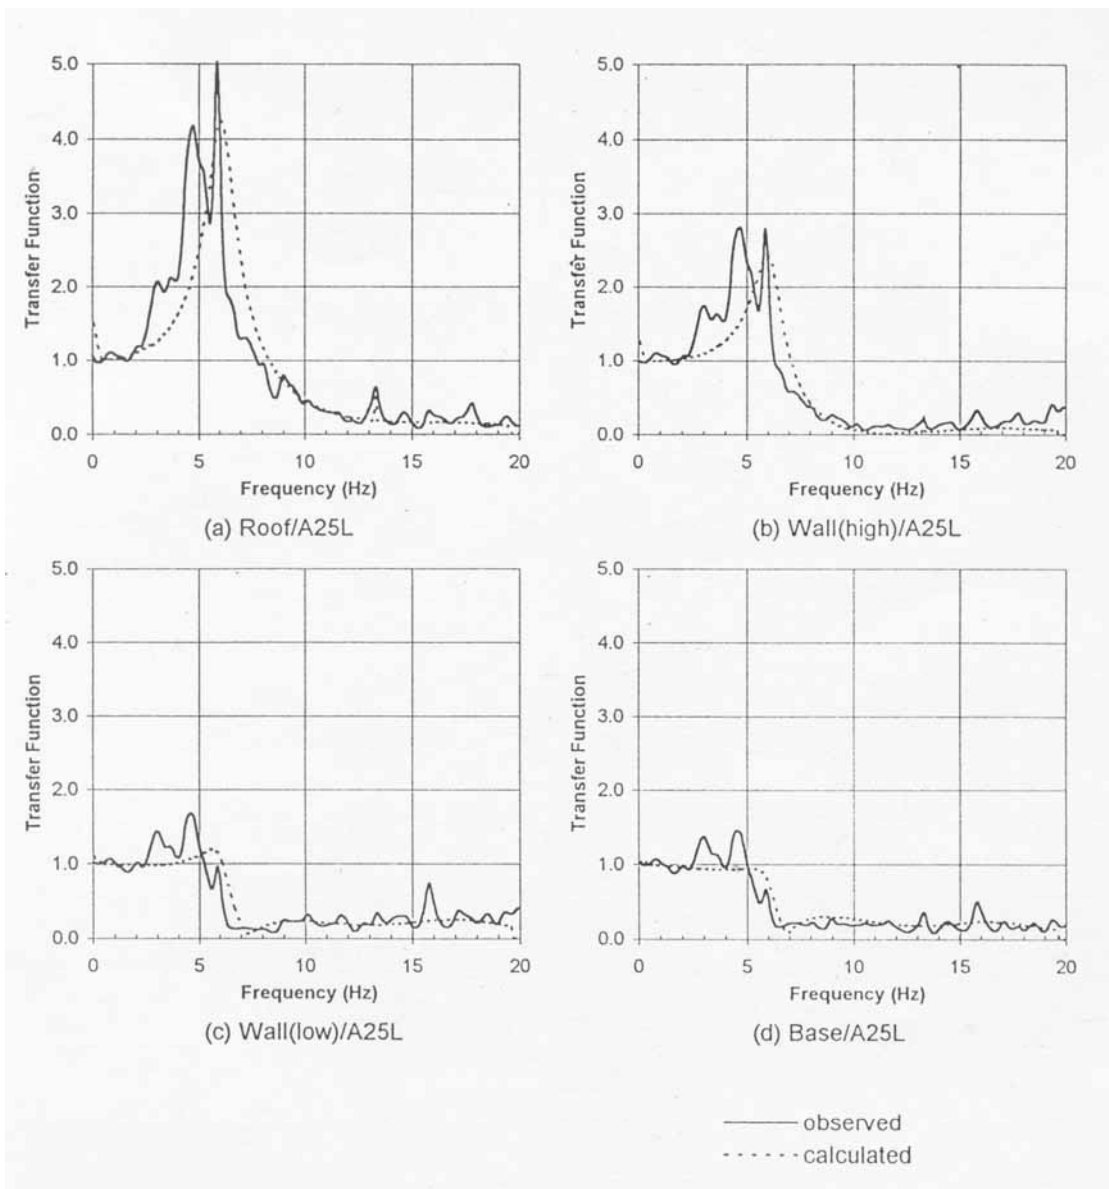 5.0
4.0
3.0
2.0
1.0
0.0
Transfer Function
0 5 10 15 20
Frequency (Hz)
(a) Roof/A25L
5.0
4.0
3.0
2.0
1.0
0.0
Transfer Function
0 5 10 15 20
Frequency (Hz)
(b) Wall(high)/A25L
5.0
4.0
3.0
2.0
1.0
0.0
Transfer Function
0 5 10 15 20
Frequency (Hz)
(c) Wall(low)/A25L
5.0
4.0
3.0
2.0
1.0
0.0
Transfer Function
0 5 10 15 20
Frequency (Hz)
(d) Base/A25L
observed
calculated